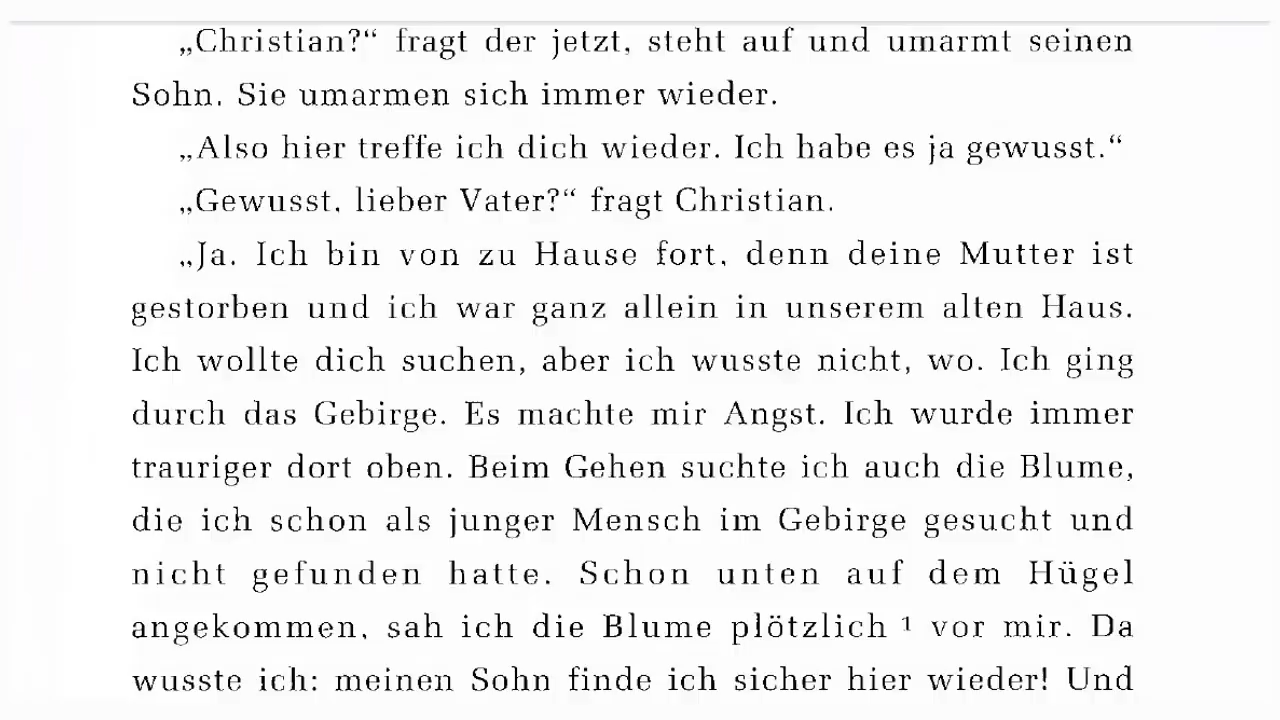 „Christian?“ fragt der jetzt, steht auf und umarmt seinen
Sohn. Sie umarmen sich immer wieder.
„Also hier treffe ich dich wieder. Ich habe es ja gewusst.“
„Gewusst, lieber Vater?“ fragt Christian.
„Ja. Ich bin von zu Hause fort, denn deine Mutter ist
gestorben und ich war ganz allein in unserem alten Haus.
Ich wollte dich suchen, aber ich wusste nicht, wo. Ich ging
durch das Gebirge. Es machte mir Angst. Ich wurde immer
trauriger dort oben. Beim Gehen suchte ich auch die Blume,
die ich schon als junger Mensch im Gebirge gesucht und
nicht gefunden hatte. Schon unten auf dem Hügel
angekommen, sah ich die Blume plötzlich ¹ vor mir. Da
wusste ich: meinen Sohn finde ich sicher hier wieder! Und